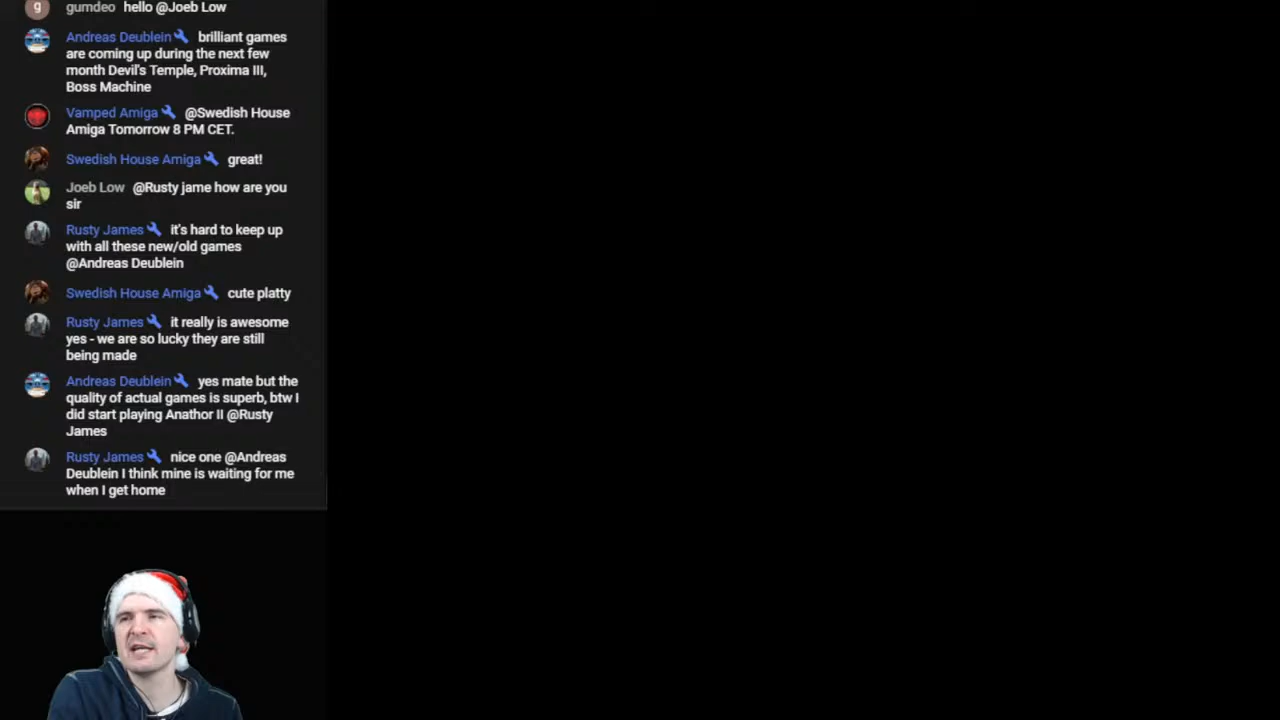 g gumdeo hello @Joeb Low
Andreas Deublein brilliant games
are coming up during the next few
month Devil's Temple, Proxima III,
Boss Machine
Vamped Amiga @Swedish House
Amiga Tomorrow 8 PM CET.
Swedish House Amiga great!
Joeb Low @Rusty jame how are you
sir
Rusty James it's hard to keep up
with all these new/old games
@Andreas Deublein
Swedish House Amiga cute platty
Rusty James it really is awesome
yes - we are so lucky they are still
being made
Andreas Deublein yes mate but the
quality of actual games is superb, btw I
did start playing Anathor II @Rusty
James
Rusty James nice one @Andreas
Deublein I think mine is waiting for me
when I get home